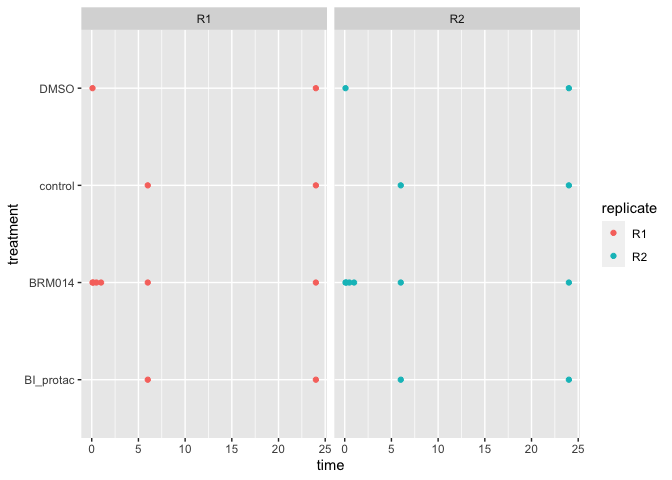 R1
R2
DMSO
control
BRM014
BI_protac
treatment
0
5
10
15
20
25
0
5
10
15
20
25
time
replicate
R1
R2